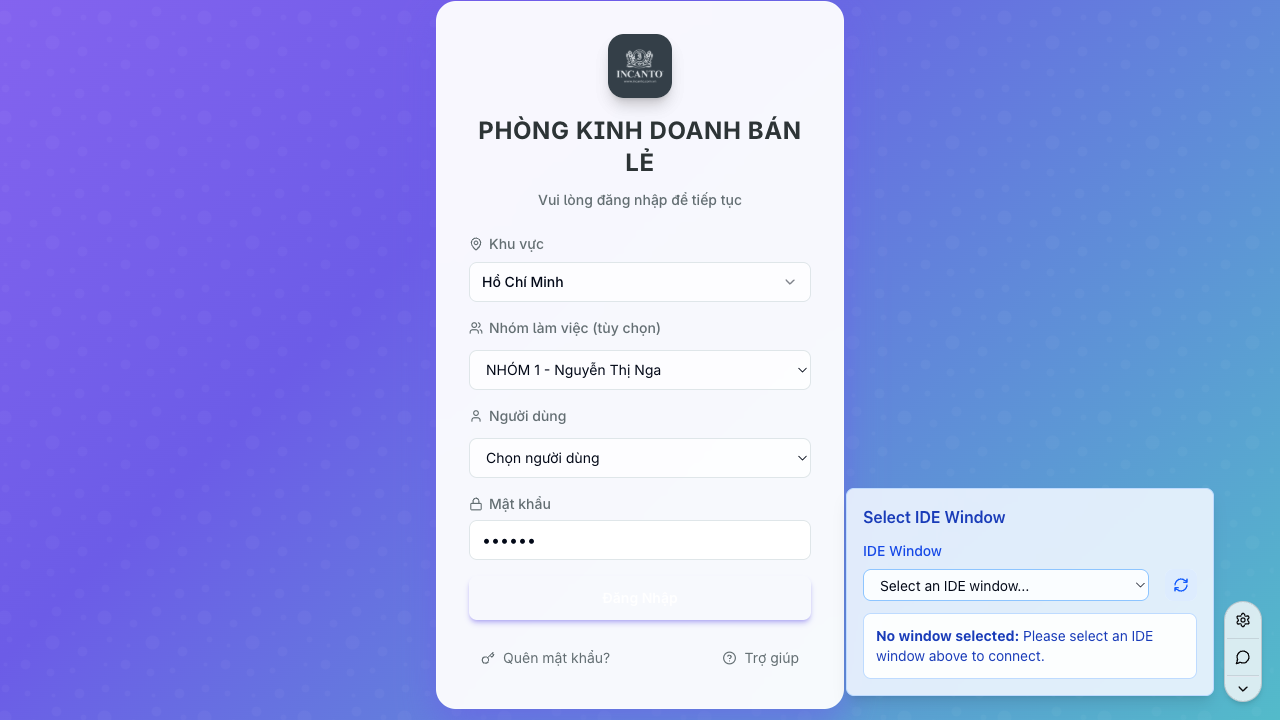 INCANTO
PHÒNG KINH DOANH BÁN
LẺ
Vui lòng đăng nhập để tiếp tục
Khu vực
Hồ Chí Minh
Nhóm làm việc (tùy chọn)
NHÓM 1 - Nguyễn Thị Nga
Người dùng
Chọn người dùng
Mật khẩu
••••••
Đăng Nhập
Quên mật khẩu?
Trợ giúp
Select IDE Window
IDE Window
Select an IDE window...
No window selected: Please select an IDE
window above to connect.